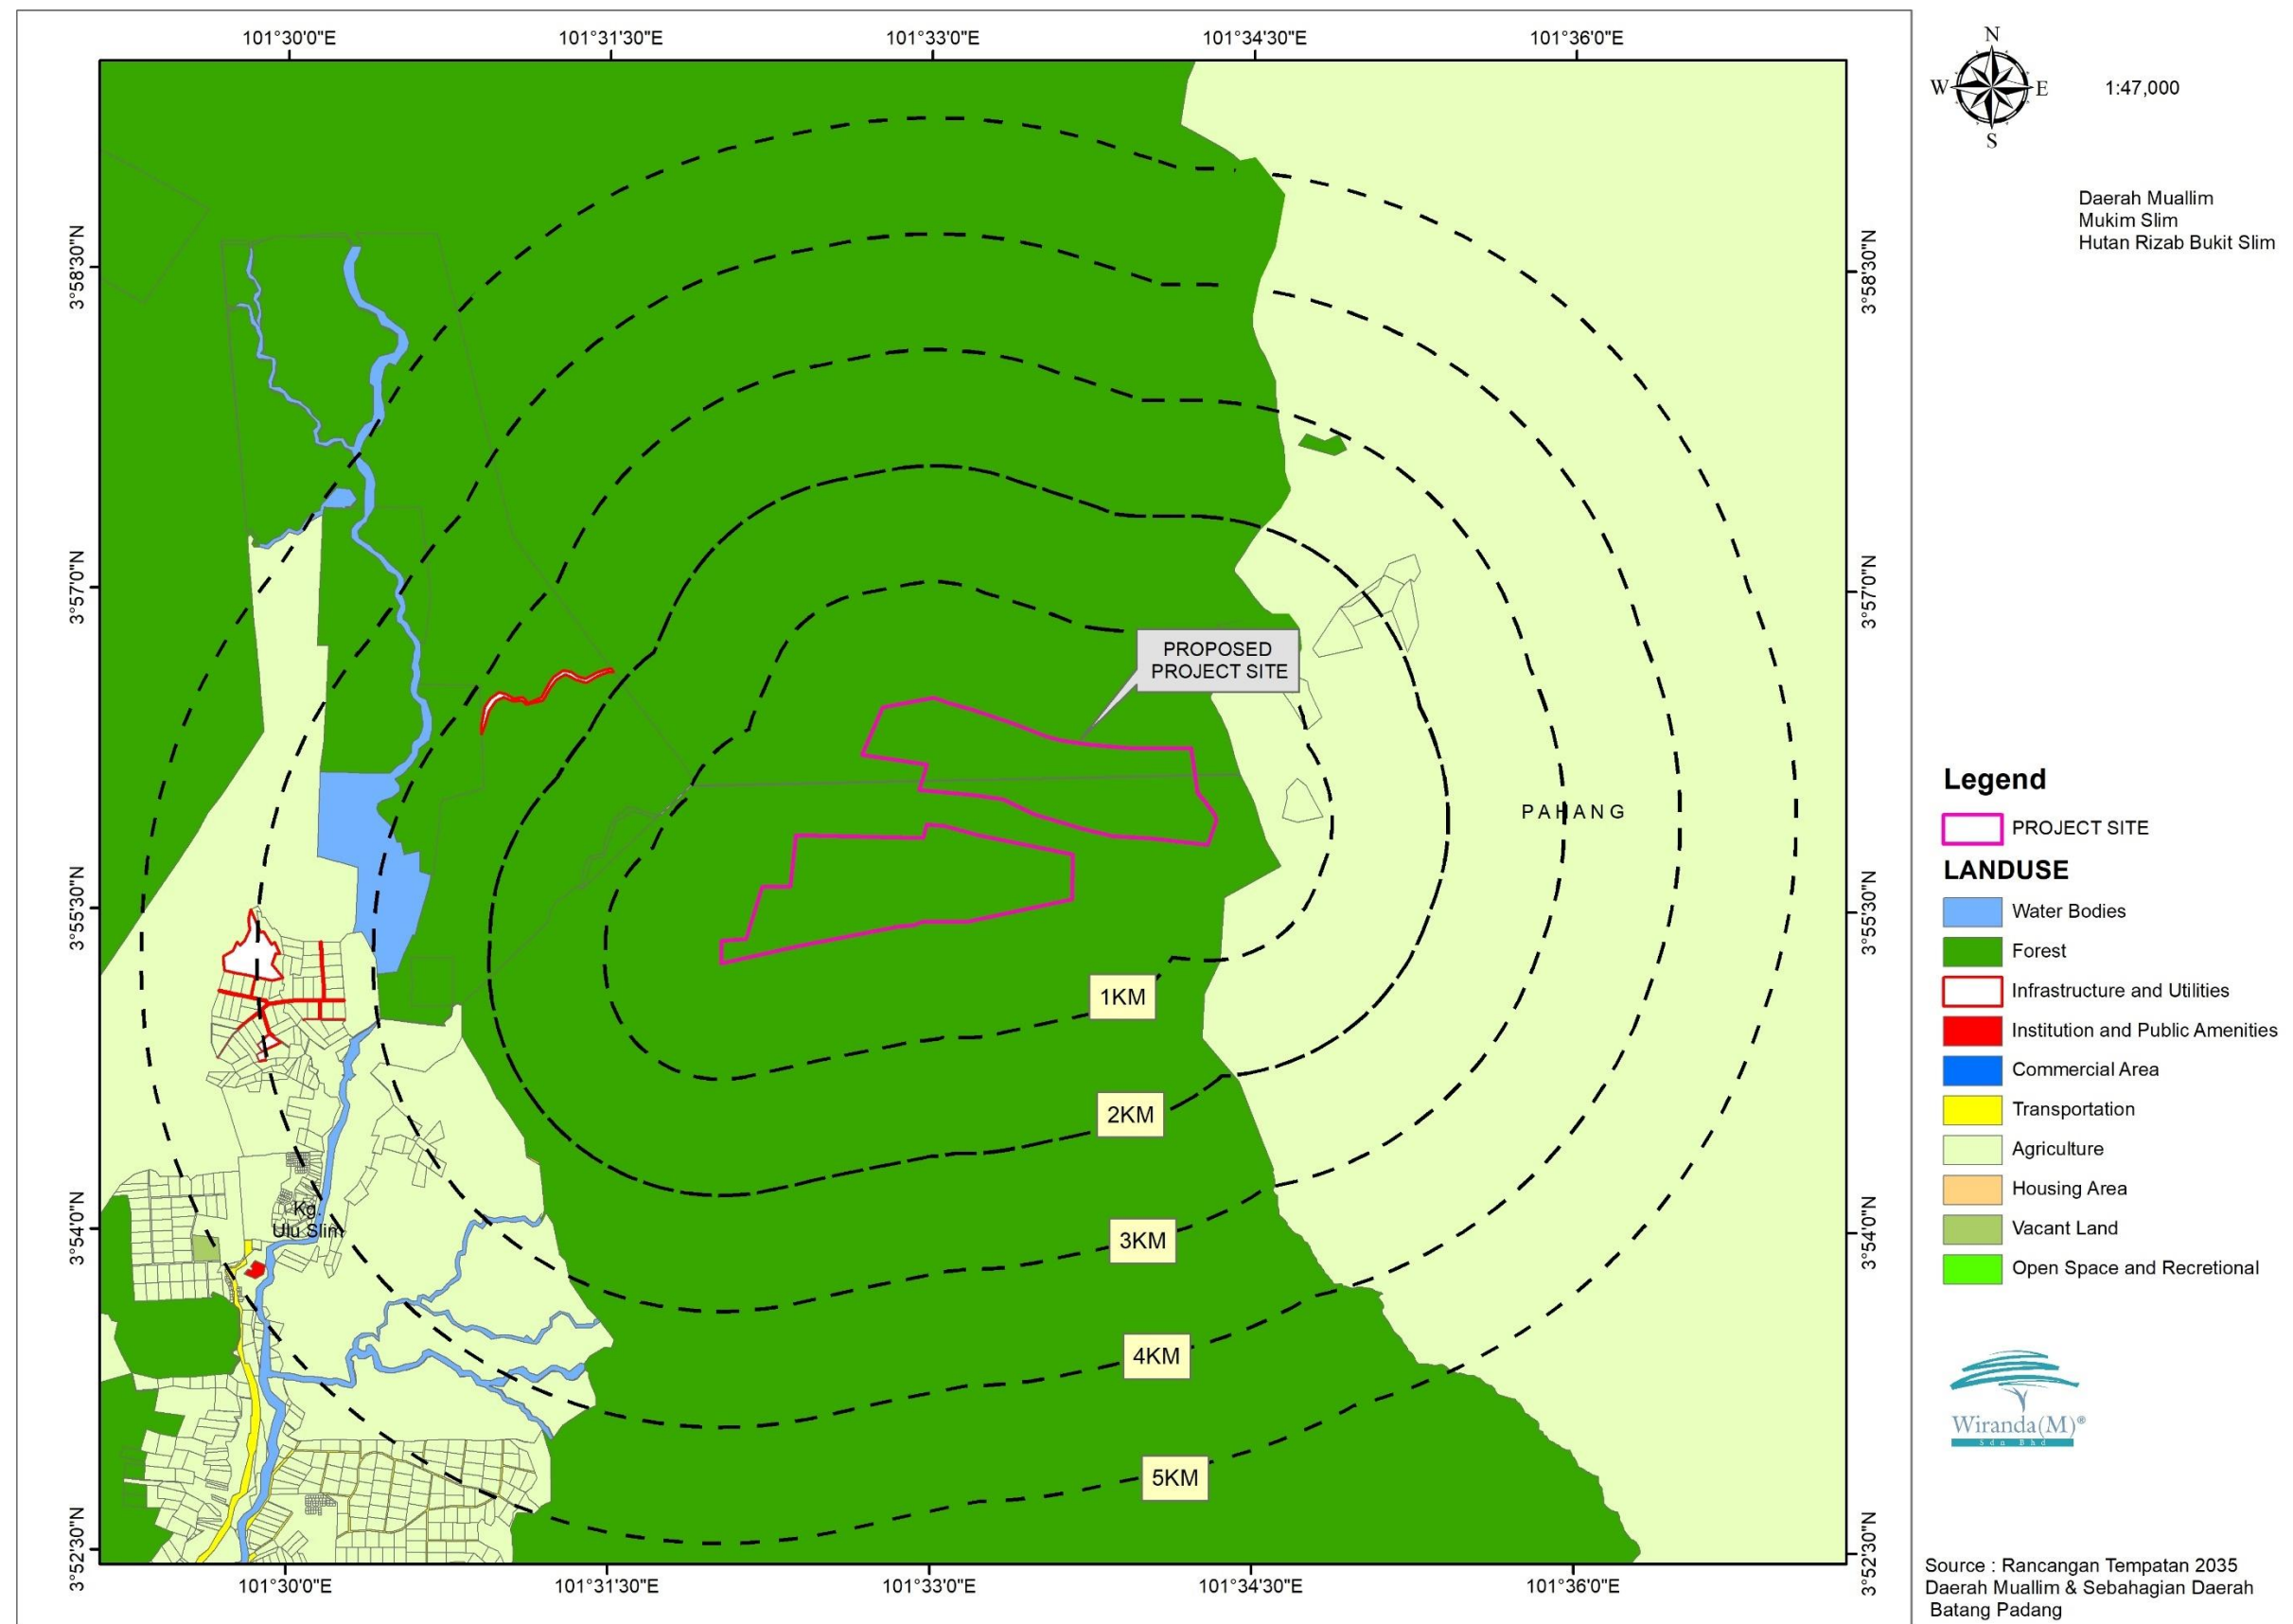 101°30'0"E
101°31'30"E
101°33'0"E
101°34'30"E
101°36'0"E
N
W
E
S
1:47,000
Daerah Muallim
Mukim Slim
Hutan Rizab Bukit Slim
3°58'30"N
3°58'30"N
3°57'0"N
3°57'0"N
PROPOSED
PROJECT SITE
PAHANG
3°55'30"N
3°55'30"N
1KM
2KM
Kg.
Ulu Slim
3°54'0"N
3°54'0"N
3KM
4KM
5KM
3°52'30"N
3°52'30"N
101°30'0"E
101°31'30"E
101°33'0"E
101°34'30"E
101°36'0"E
Legend
PROJECT SITE
LANDUSE
Water Bodies
Forest
Infrastructure and Utilities
Institution and Public Amenities
Commercial Area
Transportation
Agriculture
Housing Area
Vacant Land
Open Space and Recretional
Wiranda(M)®
Sdn Bhd
Source : Rancangan Tempatan 2035
Daerah Muallim & Sebahagian Daerah
Batang Padang